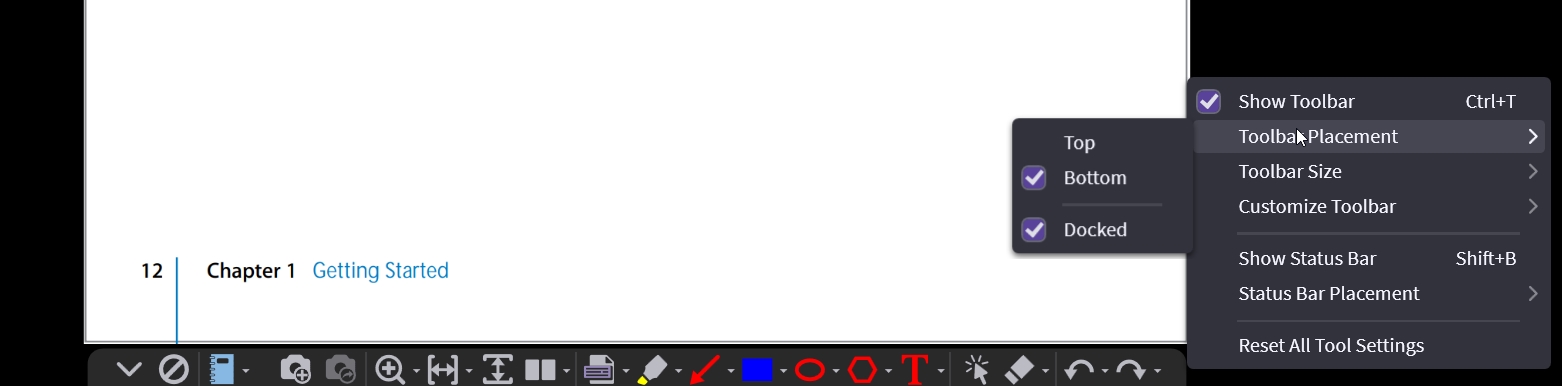 Show Toolbar Ctrl+T
Toolbar Placement
Toolbar Size
Customize Toolbar
Show Status Bar Shift+B
Status Bar Placement
Reset All Tool Settings
Top
Bottom
Docked
12 Chapter 1 Getting Started
T